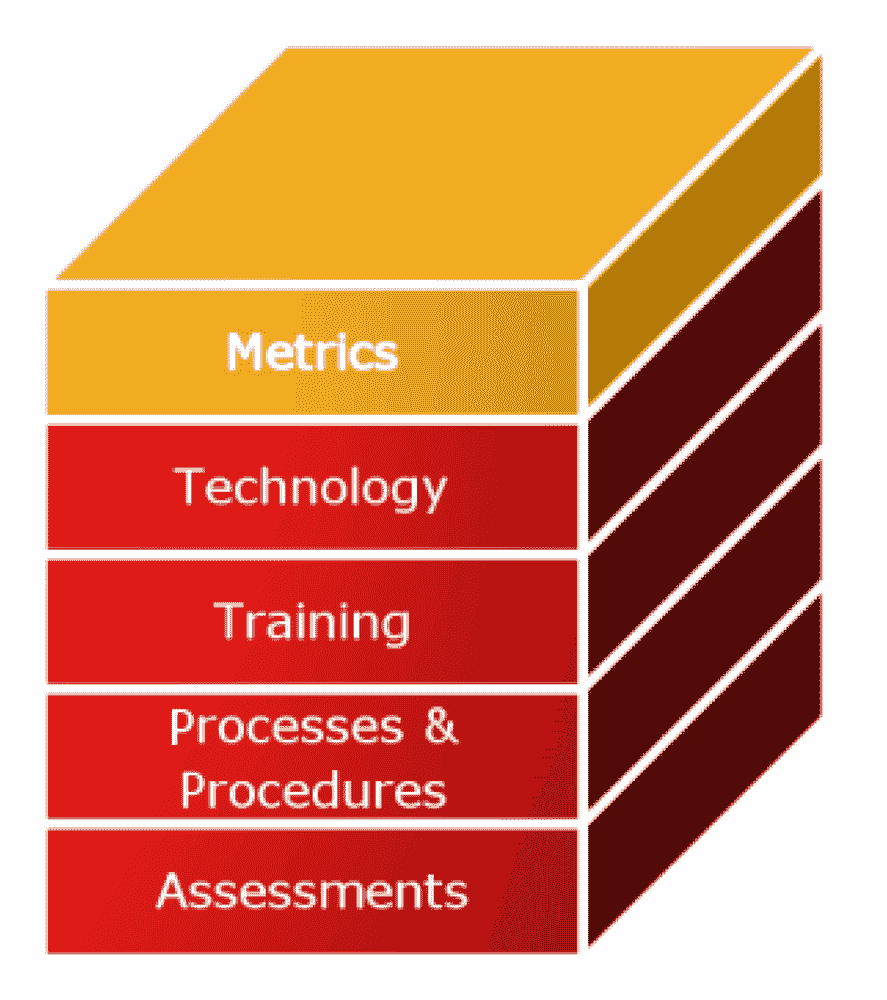 Metrics
Technology
Training
Processes &
Procedures
Assessments